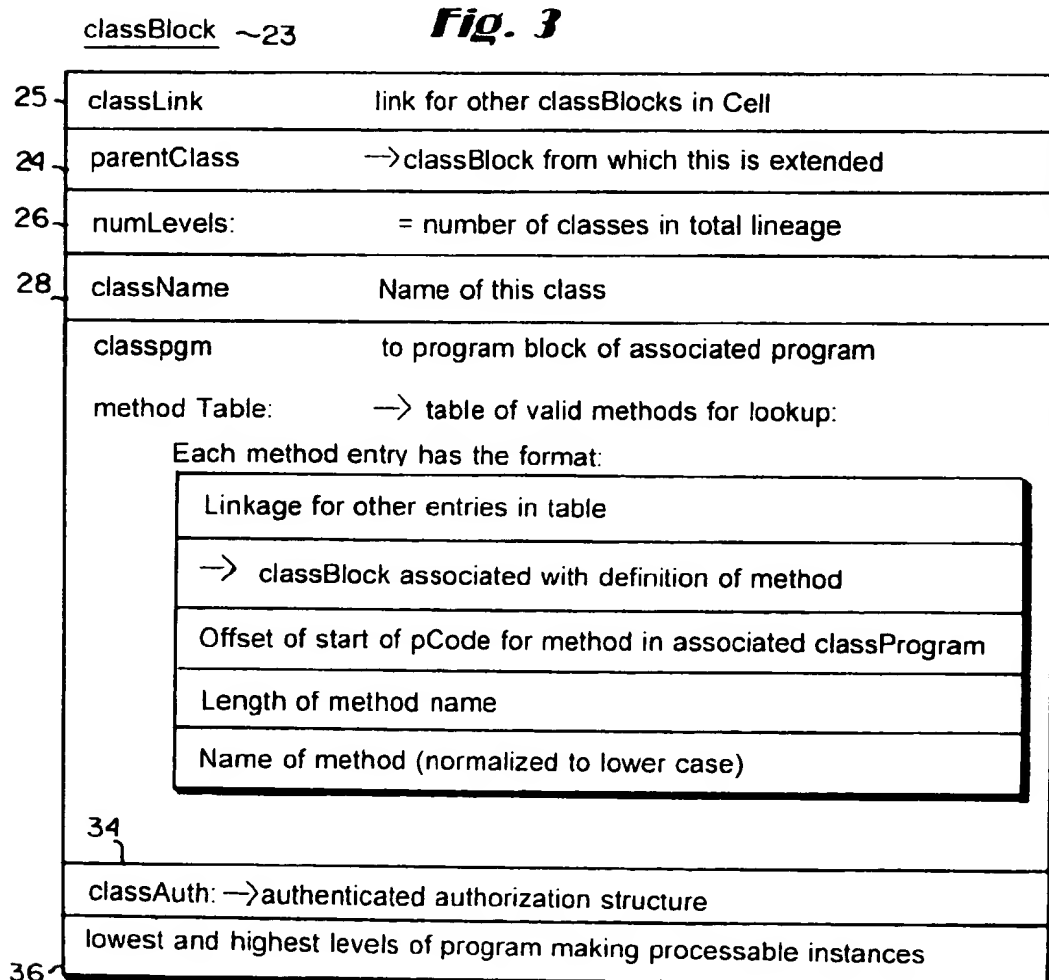 classBlock ~23 Fig. 3
25 classLink link for other classBlocks in Cell
24 parentClass —>classBlock from which this is extended
26 numLevels: = number of classes in total lineage
28 className Name of this class
classpgm to program block of associated program
method Table: —> table of valid methods for lookup:
Each method entry has the format:
Linkage for other entries in table
—> classBlock associated with definition of method
Offset of start of pCode for method in associated classProgram
Length of method name
Name of method (normalized to lower case)
34
classAuth: —>authenticated authorization structure
lowest and highest levels of program making processable instances
36